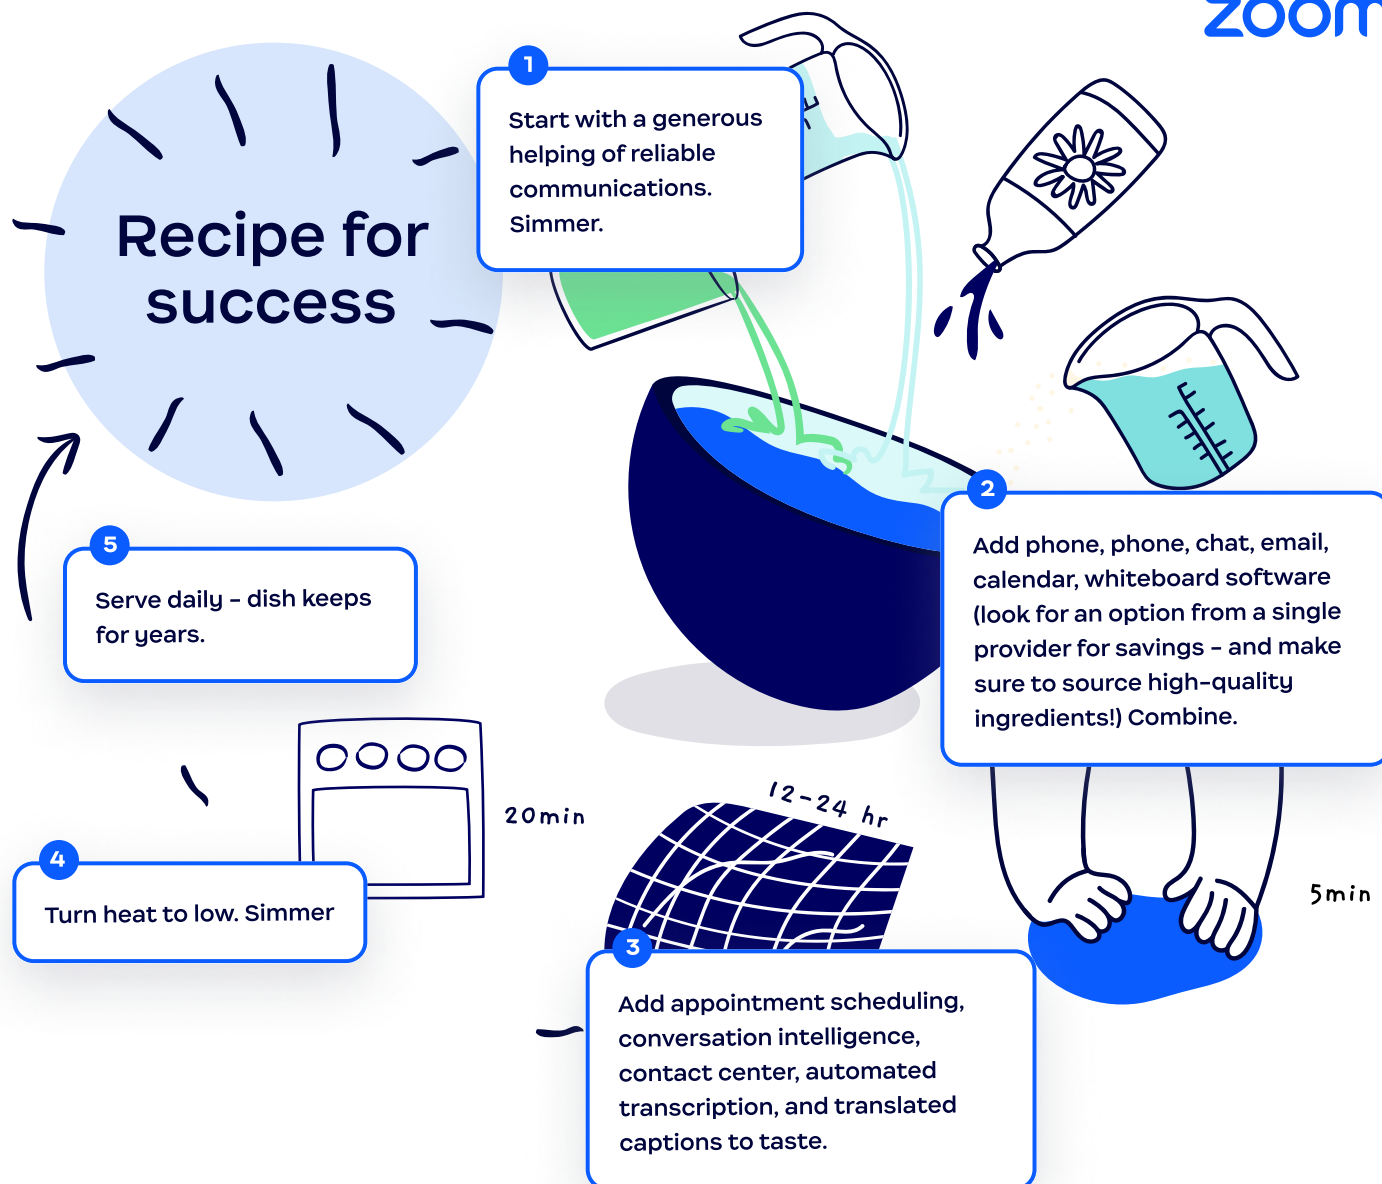 zoom
Recipe for
success
1
Start with a generous
helping of reliable
communications.
Simmer.
2
Add phone, phone, chat, email,
calendar, whiteboard software
(look for an option from a single
provider for savings – and make
sure to source high-quality
ingredients!) Combine.
5min
12-24 hr
3
Add appointment scheduling,
conversation intelligence,
contact center, automated
transcription, and translated
captions to taste.
20min
4
Turn heat to low. Simmer
5
Serve daily – dish keeps
for years.